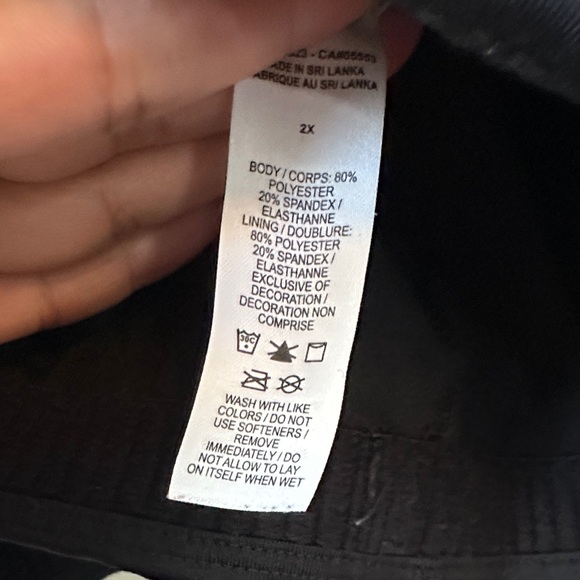 MADE IN SRI LANKA
FABRIQUE AU SRI LANKA
2X
BODY / CORPS: 80%
POLYESTER
20% SPANDEX /
ELASTHANNE
LINING / DOUBLURE:
80% POLYESTER
20% SPANDEX /
ELASTHANNE
EXCLUSIVE OF
DECORATION /
DECORATION NON
COMPRISE
30C
WASH WITH LIKE
COLORS / DO NOT
USE SOFTENERS /
REMOVE
IMMEDIATELY / DO
NOT ALLOW TO LAY
ON ITSELF WHEN WET